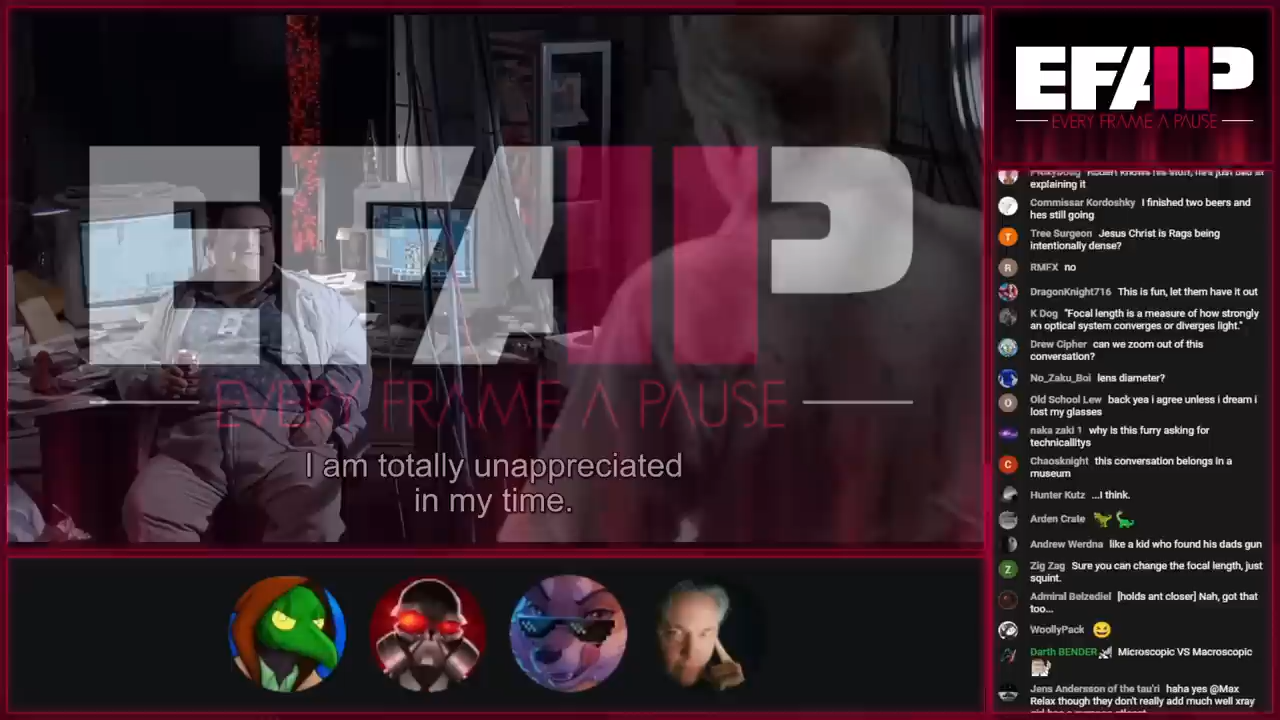 EFAP
EVERY FRAME A PAUSE
I am totally unappreciated
in my time.
EFAP
EVERY FRAME A PAUSE
explaining it
Commissar Kordoshky I finished two beers and
hes still going
Tree Surgeon Jesus Christ is Rags being
intentionally dense?
RMFX no
DragonKnight716 This is fun, let them have it out
K Dog "Focal length is a measure of how strongly
an optical system converges or diverges light."
Drew Cipher can we zoom out of this
conversation?
No_Zaku_Boi lens diameter?
Old School Lew back yea i agree unless i dream i
lost my glasses
naka zaki 1 why is this furry asking for
technicallitys
Chaosknight this conversation belongs in a
museum
Hunter Kutz ...I think.
Arden Crate 🦖🦕
Andrew Werdna like a kid who found his dads gun
Zig Zag Sure you can change the focal length, just
squint.
Admiral Belzediel [holds ant closer] Nah, got that
too...
WoollyPack 😆
Darth BENDER Microscopic VS Macroscopic
Jens Andersson of the tau'ri haha yes @Max
Relax though they don't really add much well xray